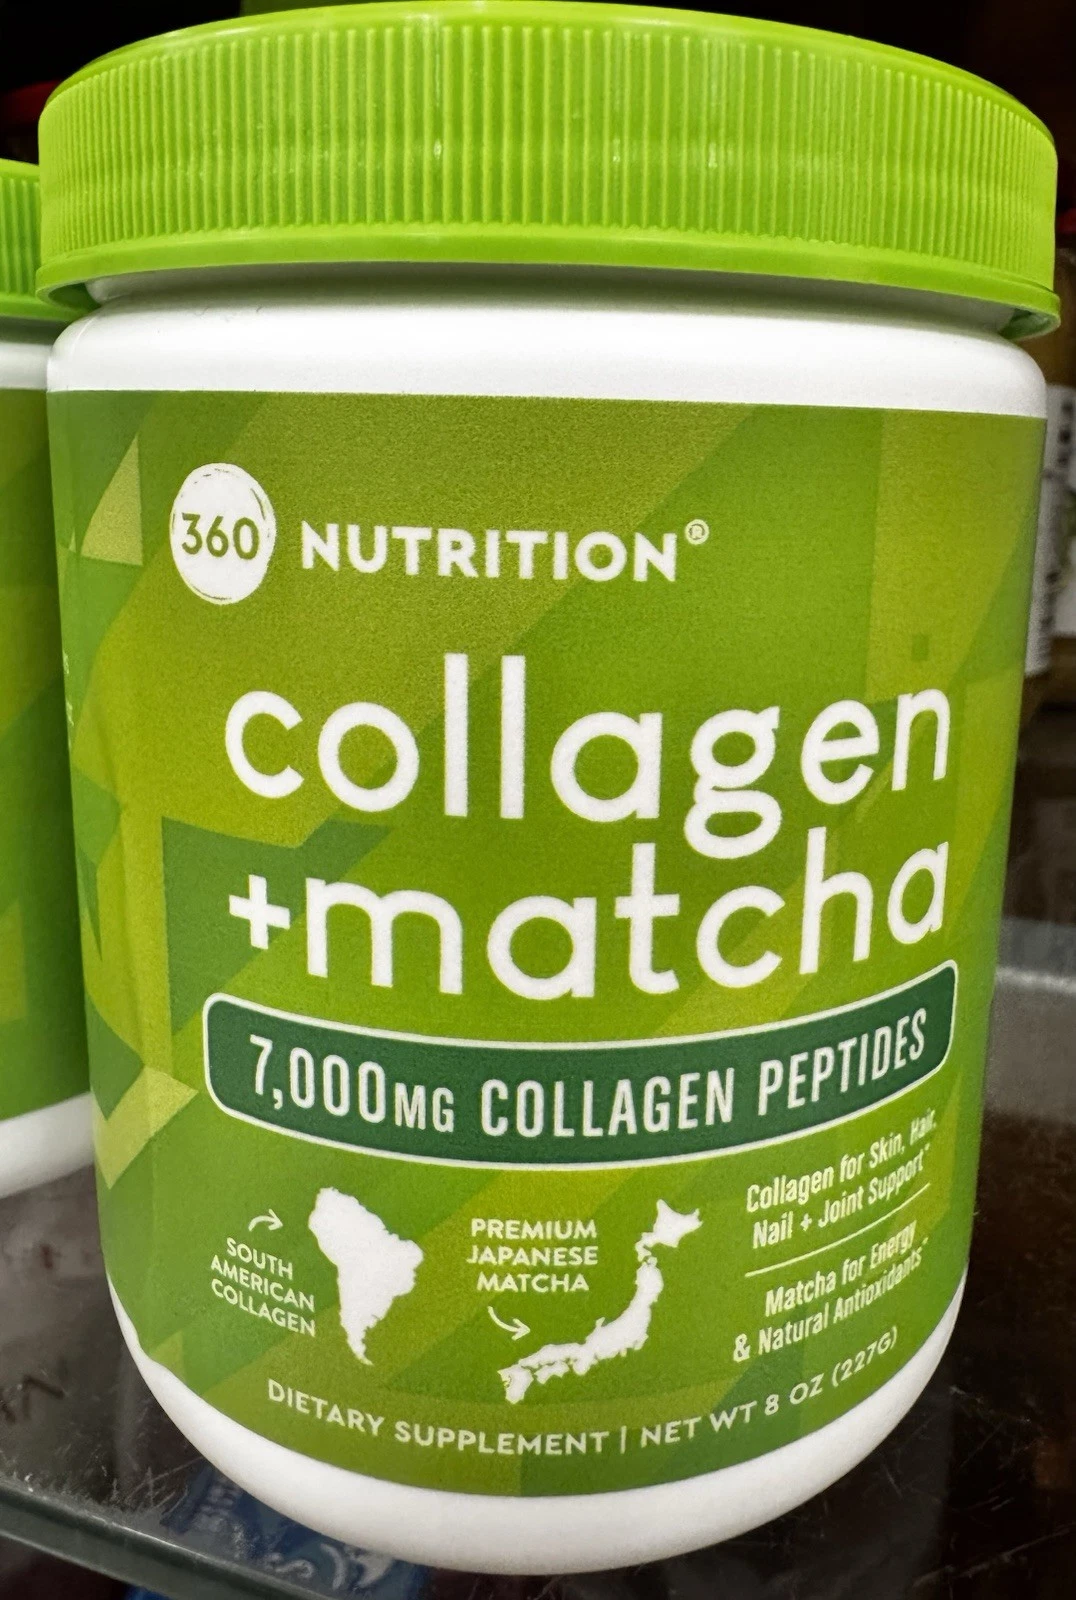 360 NUTRITION®
collagen
+matcha
7,000MG COLLAGEN PEPTIDES
SOUTH
AMERICAN
COLLAGEN
PREMIUM
JAPANESE
MATCHA
Collagen for Skin, Hair,
Nail + Joint Support*
Matcha for Energy
& Natural Antioxidants*
DIETARY SUPPLEMENT | NET WT 8 OZ (227G)